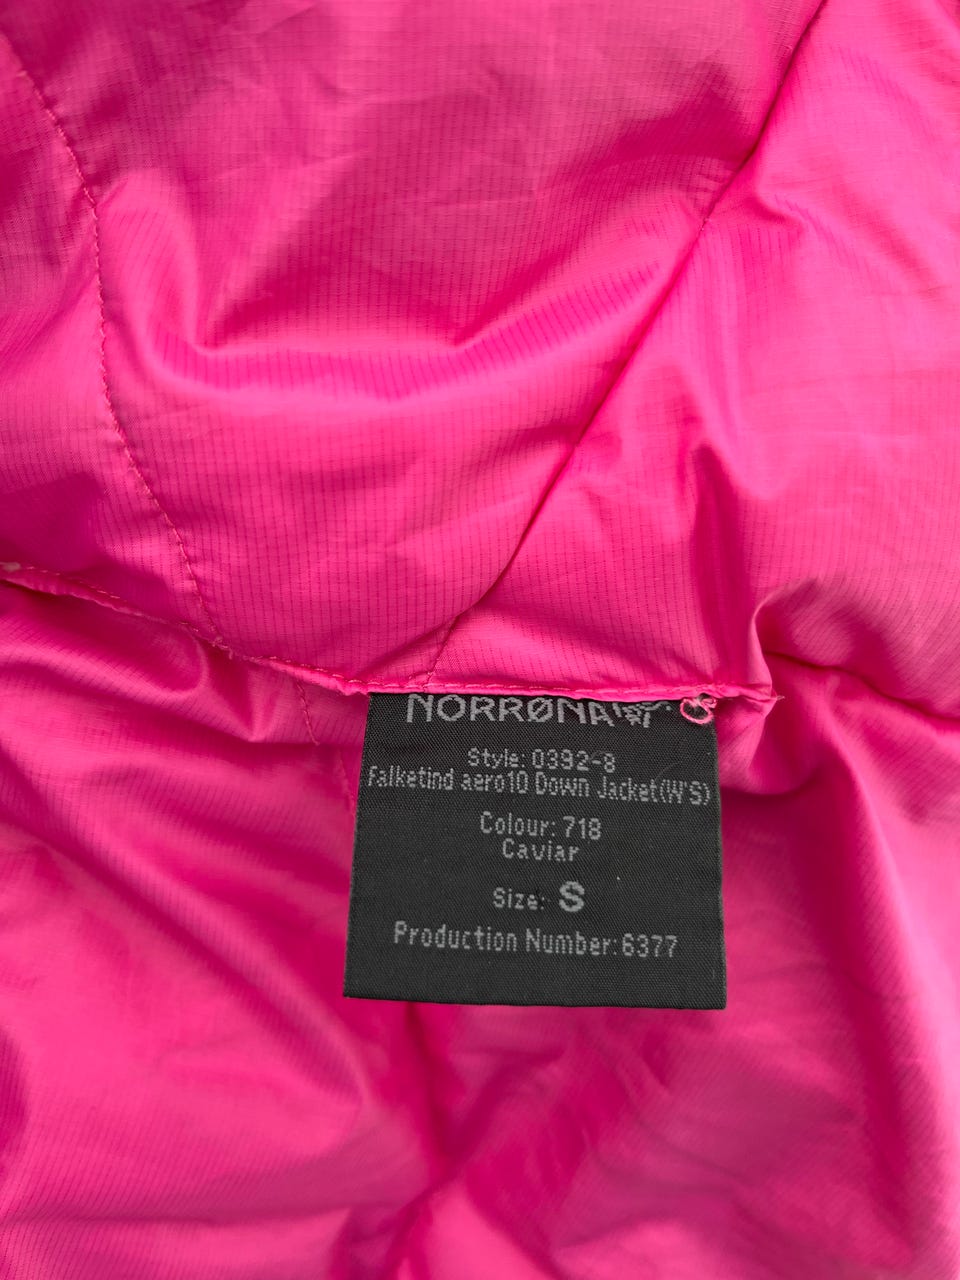 NORRØNA
Style: 0392-8
Falketind aero10 Down Jacket(W'S)
Colour: 718
Caviar
Size: S
Production Number: 6377